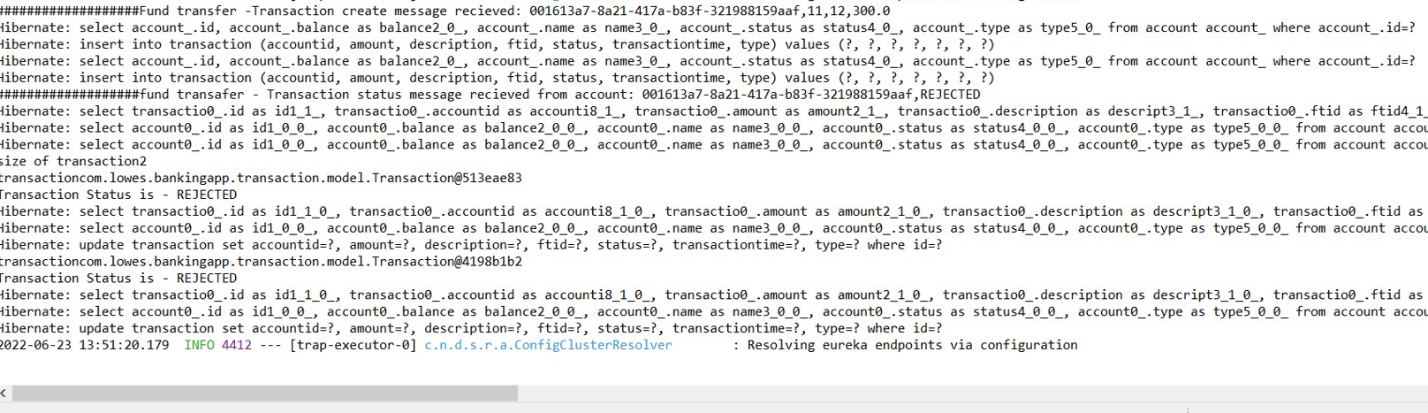 ###################Fund transfer -Transaction create message recieved: 001613a7-8a21-417a-b83f-321988159aaf,11,12,300.0
Hibernate: select account_.id, account_.balance as balance2_0_, account_.name as name3_0_, account_.status as status4_0_, account_.type as type5_0_ from account account_ where account_.id=?
Hibernate: insert into transaction (accountid, amount, description, ftid, status, transactiontime, type) values (?, ?, ?, ?, ?, ?, ?)
Hibernate: select account_.id, account_.balance as balance2_0_, account_.name as name3_0_, account_.status as status4_0_, account_.type as type5_0_ from account account_ where account_.id=?
Hibernate: insert into transaction (accountid, amount, description, ftid, status, transactiontime, type) values (?, ?, ?, ?, ?, ?, ?)
###################fund transafer - Transaction status message recieved from account: 001613a7-8a21-417a-b83f-321988159aaf,REJECTED
Hibernate: select transactio0_.id as id1_1_, transactio0_.accountid as accounti8_1_, transactio0_.amount as amount2_1_, transactio0_.description as descript3_1_, transactio0_.ftid as ftid4_1_
Hibernate: select account0_.id as id1_0_0_, account0_.balance as balance2_0_0_, account0_.name as name3_0_0_, account0_.status as status4_0_0_, account0_.type as type5_0_0_ from account accou
Hibernate: select account0_.id as id1_0_0_, account0_.balance as balance2_0_0_, account0_.name as name3_0_0_, account0_.status as status4_0_0_, account0_.type as type5_0_0_ from account accou
size of transaction2
transactioncom.lowes.bankingapp.transaction.model.Transaction@513eae83
Transaction Status is - REJECTED
Hibernate: select transactio0_.id as id1_1_0_, transactio0_.accountid as accounti8_1_0_, transactio0_.amount as amount2_1_0_, transactio0_.description as descript3_1_0_, transactio0_.ftid as
Hibernate: select account0_.id as id1_0_0_, account0_.balance as balance2_0_0_, account0_.name as name3_0_0_, account0_.status as status4_0_0_, account0_.type as type5_0_0_ from account accou
Hibernate: update transaction set accountid=?, amount=?, description=?, ftid=?, status=?, transactiontime=?, type=? where id=?
transactioncom.lowes.bankingapp.transaction.model.Transaction@4198b1b2
Transaction Status is - REJECTED
Hibernate: select transactio0_.id as id1_1_0_, transactio0_.accountid as accounti8_1_0_, transactio0_.amount as amount2_1_0_, transactio0_.description as descript3_1_0_, transactio0_.ftid as
Hibernate: select account0_.id as id1_0_0_, account0_.balance as balance2_0_0_, account0_.name as name3_0_0_, account0_.status as status4_0_0_, account0_.type as type5_0_0_ from account accou
Hibernate: update transaction set accountid=?, amount=?, description=?, ftid=?, status=?, transactiontime=?, type=? where id=?
2022-06-23 13:51:20.179 INFO 4412 --- [trap-executor-0] c.n.d.s.r.a.ConfigClusterResolver : Resolving eureka endpoints via configuration